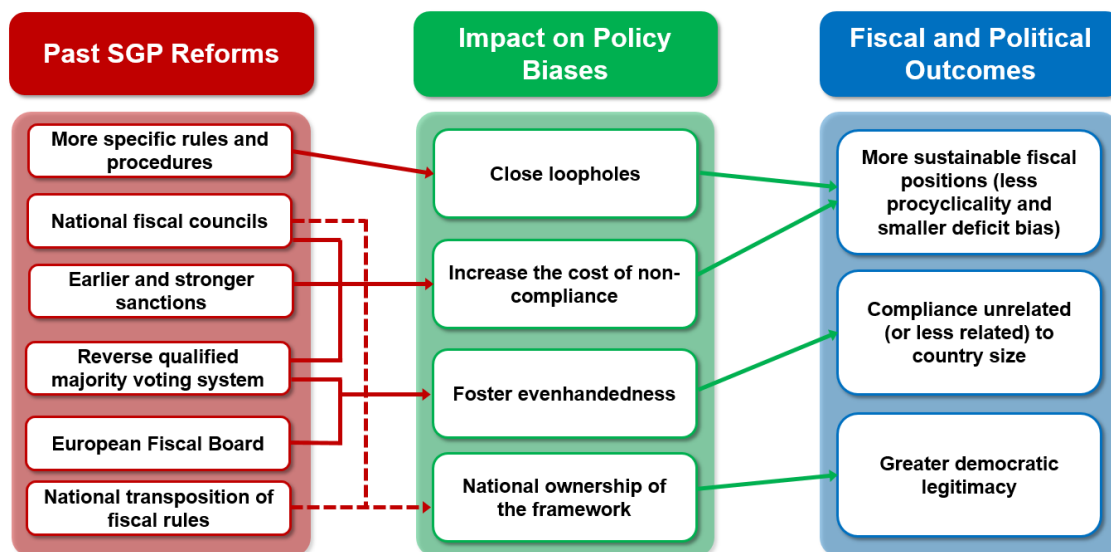 Past SGP Reforms
More specific rules and
procedures
National fiscal councils
Earlier and stronger
sanctions
Reverse qualified
majority voting system
European Fiscal Board
National transposition of
fiscal rules
Impact on Policy
Biases
Close loopholes
Increase the cost of non-
compliance
Foster evenhandedness
National ownership of
the framework
Fiscal and Political
Outcomes
More sustainable fiscal
positions (less
procyclicality and
smaller deficit bias)
Compliance unrelated
(or less related) to
country size
Greater democratic
legitimacy